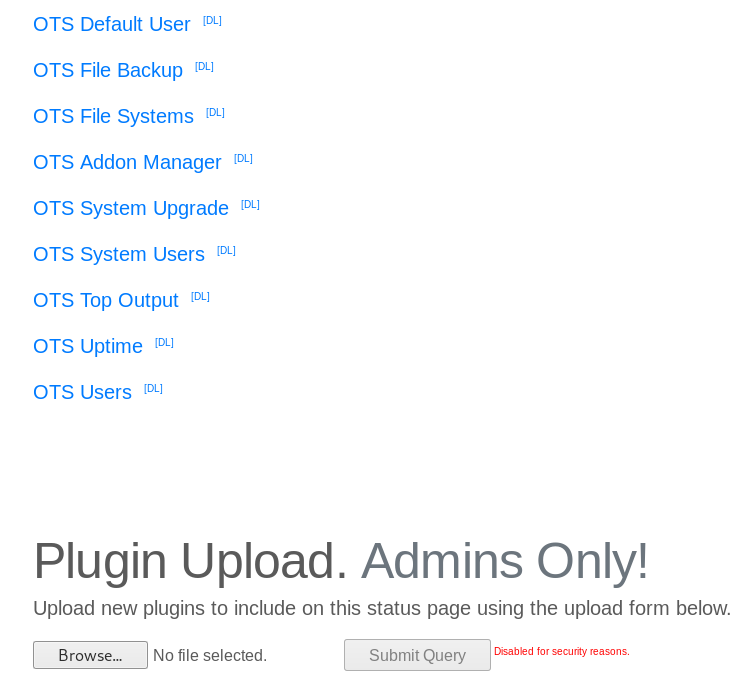 OTS Default User [DL]
OTS File Backup [DL]
OTS File Systems [DL]
OTS Addon Manager [DL]
OTS System Upgrade [DL]
OTS System Users [DL]
OTS Top Output [DL]
OTS Uptime [DL]
OTS Users [DL]
Plugin Upload. Admins Only!
Upload new plugins to include on this status page using the upload form below.
Browse... No file selected. Submit Query Disabled for security reasons.